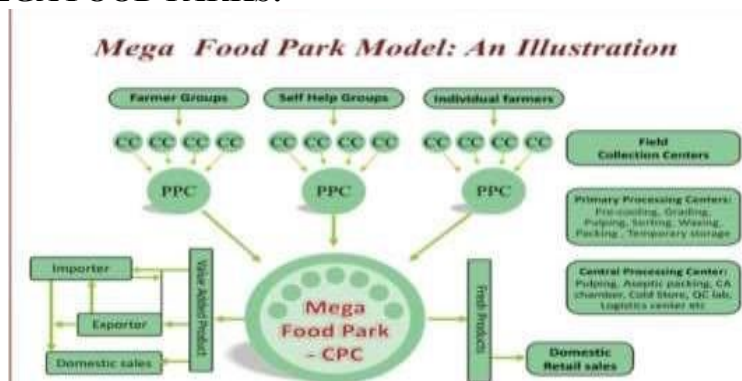 Mega Food Park Model: An Illustration
Farmer Groups
Self Help Groups
Individual farmers
CC CC CC CC
CC CC CC CC
CC CC CC CC
PPC
PPC
PPC
Field
Collection Centers
Primary Processing Centers:
Pre-cooling, Grading,
Pulping, Sorting, Waxing,
Packing, Temporary storage
Central Processing Center:
Pulping, Aseptic packing, CA
chamber, Cold Store, QC lab,
Logistics center etc
Importer
Exporter
Domestic sales
Value Added Product
Mega
Food Park
- CPC
Fresh Products
Domestic
Retail sales